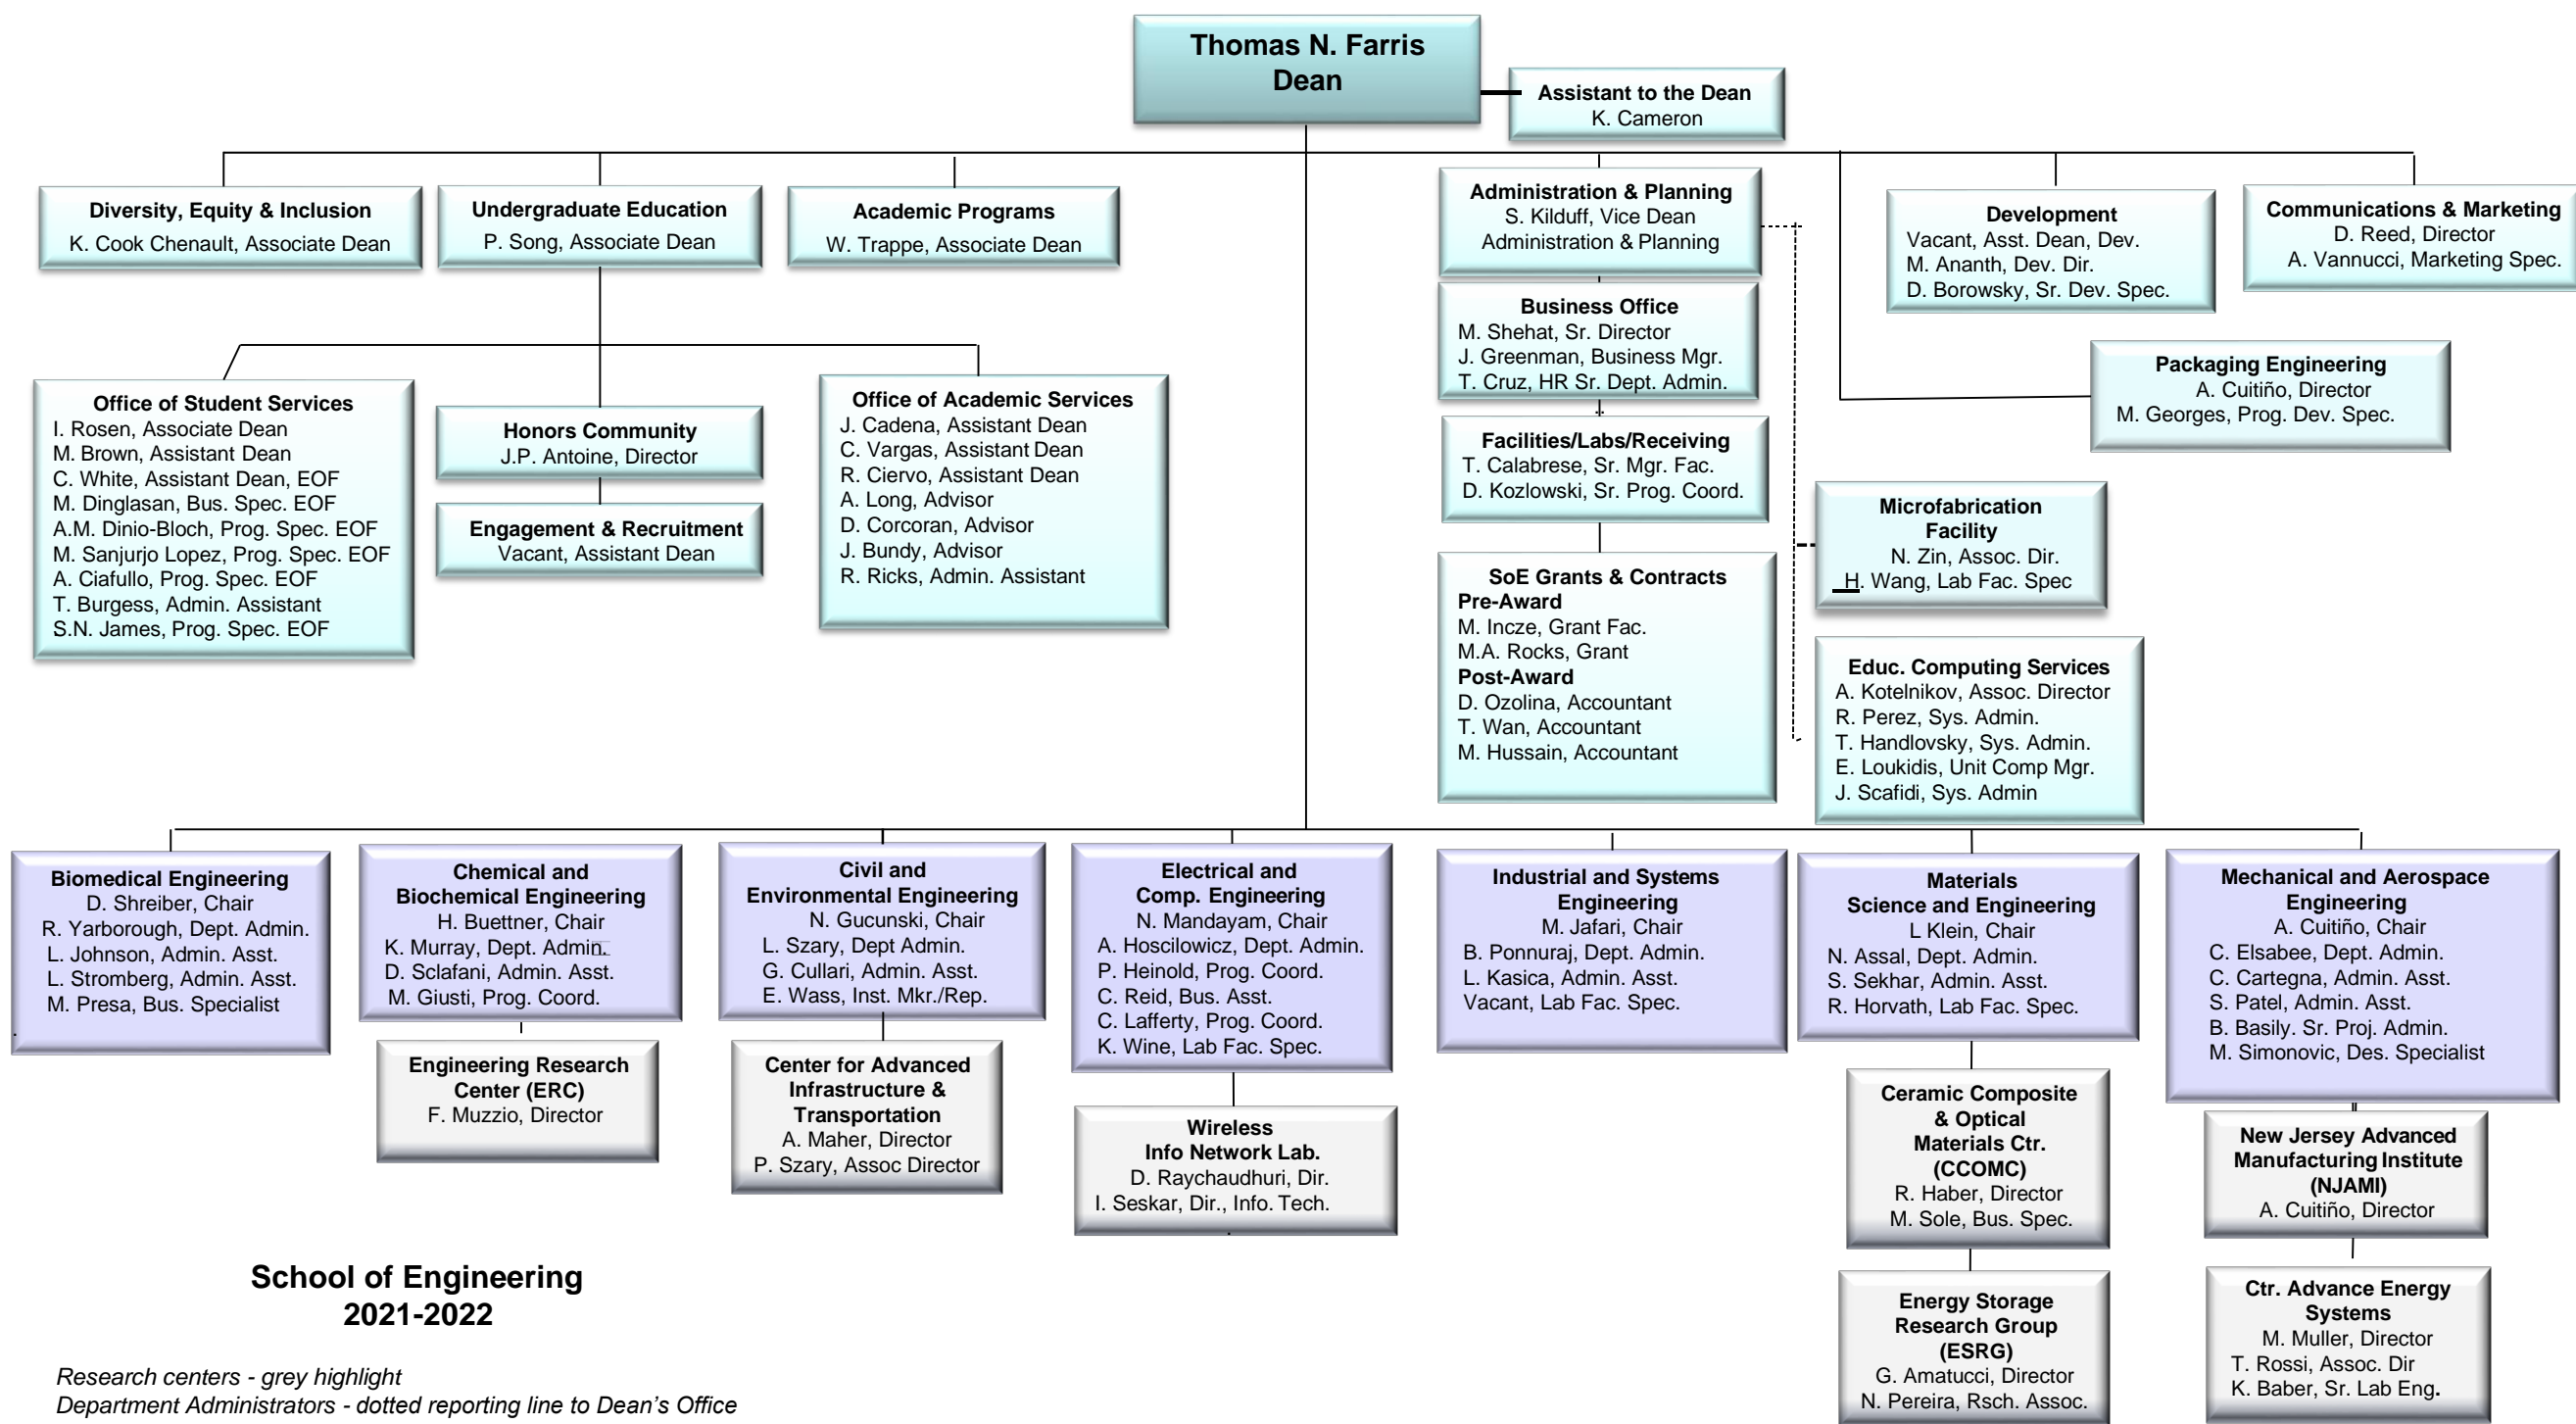 Thomas N. Farris
Dean
Assistant to the Dean
K. Cameron
Diversity, Equity & Inclusion
K. Cook Chenault, Associate Dean
Undergraduate Education
P. Song, Associate Dean
Academic Programs
W. Trappe, Associate Dean
Administration & Planning
S. Kilduff, Vice Dean
Administration & Planning
Development
Vacant, Asst. Dean, Dev.
M. Ananth, Dev. Dir.
D. Borowsky, Sr. Dev. Spec.
Communications & Marketing
D. Reed, Director
A. Vannucci, Marketing Spec.
Business Office
M. Shehat, Sr. Director
J. Greenman, Business Mgr.
T. Cruz, HR Sr. Dept. Admin.
Packaging Engineering
A. Cuitiño, Director
M. Georges, Prog. Dev. Spec.
Office of Student Services
I. Rosen, Associate Dean
M. Brown, Assistant Dean
C. White, Assistant Dean, EOF
M. Dinglasan, Bus. Spec. EOF
A.M. Dinio-Bloch, Prog. Spec. EOF
M. Sanjurjo Lopez, Prog. Spec. EOF
A. Ciafullo, Prog. Spec. EOF
T. Burgess, Admin. Assistant
S.N. James, Prog. Spec. EOF
Honors Community
J.P. Antoine, Director
Engagement & Recruitment
Vacant, Assistant Dean
Office of Academic Services
J. Cadena, Assistant Dean
C. Vargas, Assistant Dean
R. Ciervo, Assistant Dean
A. Long, Advisor
D. Corcoran, Advisor
J. Bundy, Advisor
R. Ricks, Admin. Assistant
Facilities/Labs/Receiving
T. Calabrese, Sr. Mgr. Fac.
D. Kozlowski, Sr. Prog. Coord.
Microfabrication
Facility
N. Zin, Assoc. Dir.
H. Wang, Lab Fac. Spec
SoE Grants & Contracts
Pre-Award
M. Incze, Grant Fac.
M.A. Rocks, Grant
Post-Award
D. Ozolina, Accountant
T. Wan, Accountant
M. Hussain, Accountant
Educ. Computing Services
A. Kotelnikov, Assoc. Director
R. Perez, Sys. Admin.
T. Handlovsky, Sys. Admin.
E. Loukidis, Unit Comp Mgr.
J. Scafidi, Sys. Admin
Biomedical Engineering
D. Shreiber, Chair
R. Yarborough, Dept. Admin.
L. Johnson, Admin. Asst.
L. Stromberg, Admin. Asst.
M. Presa, Bus. Specialist
Chemical and
Biochemical Engineering
H. Buettner, Chair
K. Murray, Dept. Admin.
D. Sclafani, Admin. Asst.
M. Giusti, Prog. Coord.
Civil and
Environmental Engineering
N. Gucunski, Chair
L. Szary, Dept Admin.
G. Cullari, Admin. Asst.
E. Wass, Inst. Mkr./Rep.
Electrical and
Comp. Engineering
N. Mandayam, Chair
A. Hoscilowicz, Dept. Admin.
P. Heinold, Prog. Coord.
C. Reid, Bus. Asst.
C. Lafferty, Prog. Coord.
K. Wine, Lab Fac. Spec.
Industrial and Systems
Engineering
M. Jafari, Chair
B. Ponnuraj, Dept. Admin.
L. Kasica, Admin. Asst.
Vacant, Lab Fac. Spec.
Materials
Science and Engineering
L Klein, Chair
N. Assal, Dept. Admin.
S. Sekhar, Admin. Asst.
R. Horvath, Lab Fac. Spec.
Mechanical and Aerospace
Engineering
A. Cuitiño, Chair
C. Elsabee, Dept. Admin.
C. Cartegna, Admin. Asst.
S. Patel, Admin. Asst.
B. Basily. Sr. Proj. Admin.
M. Simonovic, Des. Specialist
Engineering Research
Center (ERC)
F. Muzzio, Director
Center for Advanced
Infrastructure &
Transportation
A. Maher, Director
P. Szary, Assoc Director
Wireless
Info Network Lab.
D. Raychaudhuri, Dir.
I. Seskar, Dir., Info. Tech.
Ceramic Composite
& Optical
Materials Ctr.
(CCOMC)
R. Haber, Director
M. Sole, Bus. Spec.
New Jersey Advanced
Manufacturing Institute
(NJAMI)
A. Cuitiño, Director
Energy Storage
Research Group
(ESRG)
G. Amatucci, Director
N. Pereira, Rsch. Assoc.
Ctr. Advance Energy
Systems
M. Muller, Director
T. Rossi, Assoc. Dir
K. Baber, Sr. Lab Eng.
School of Engineering
2021-2022
Research centers - grey highlight
Department Administrators - dotted reporting line to Dean's Office